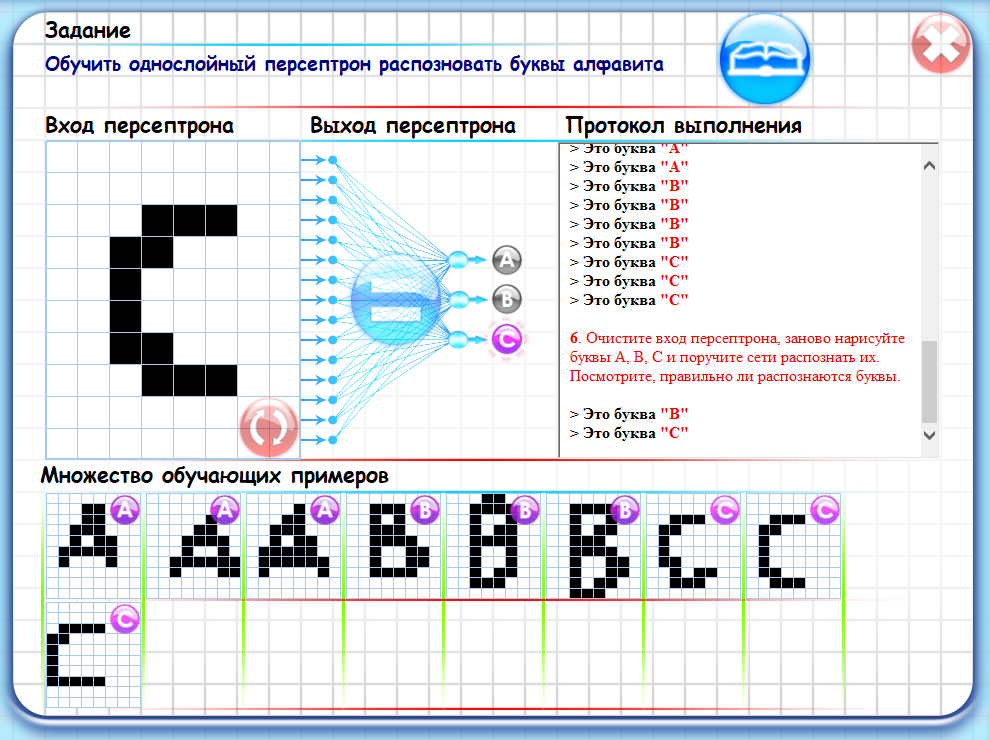 Задание
Обучить однослойный персептрон распозновать буквы алфавита
Вход персептрона
Выход персептрона
Протокол выполнения
> Это буква "A"
> Это буква "A"
> Это буква "B"
> Это буква "B"
> Это буква "B"
> Это буква "B"
> Это буква "C"
> Это буква "C"
> Это буква "C"
6. Очистите вход персептрона, заново нарисуйте
буквы A, B, C и поручите сети распознать их.
Посмотрите, правильно ли распознаются буквы.
> Это буква "B"
> Это буква "C"
A
B
C
Множество обучающих примеров
A A A B B B C C
C